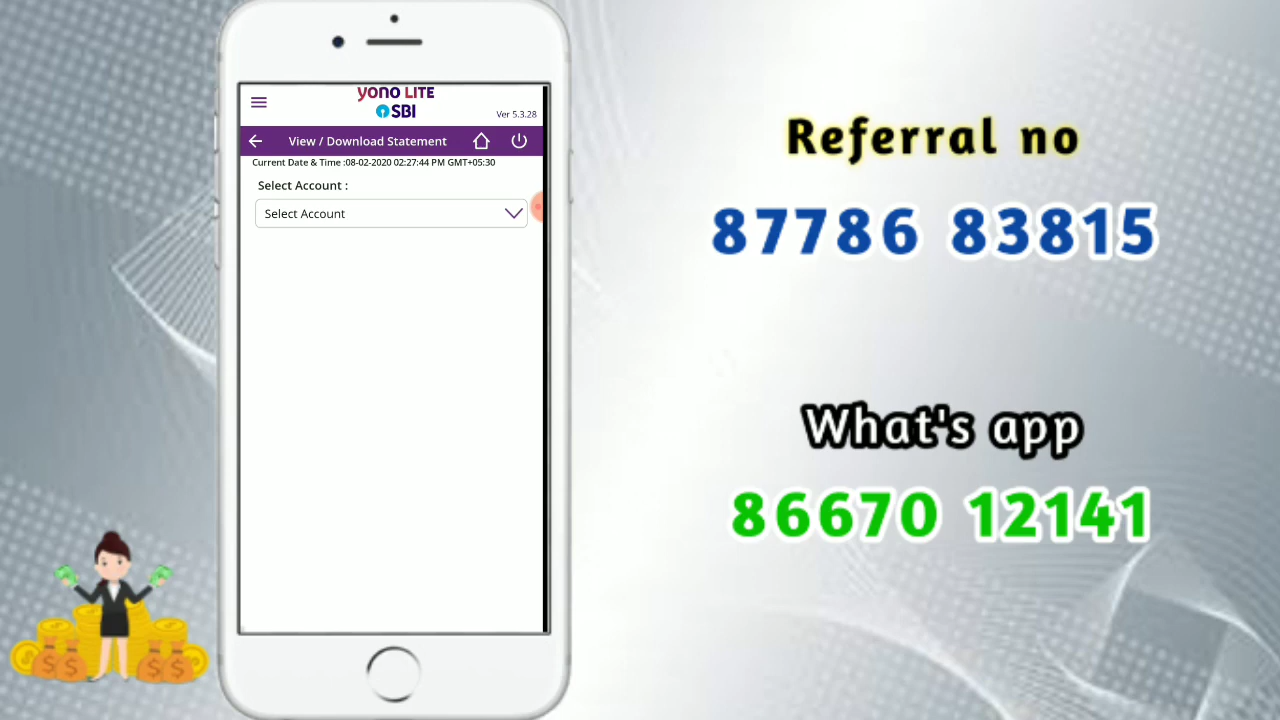 yono LITE
SBI
Ver 5.3.28
View / Download Statement
Current Date & Time :08-02-2020 02:27:44 PM GMT+05:30
Select Account :
Select Account
Referral no
87786 83815
What's app
86670 12141